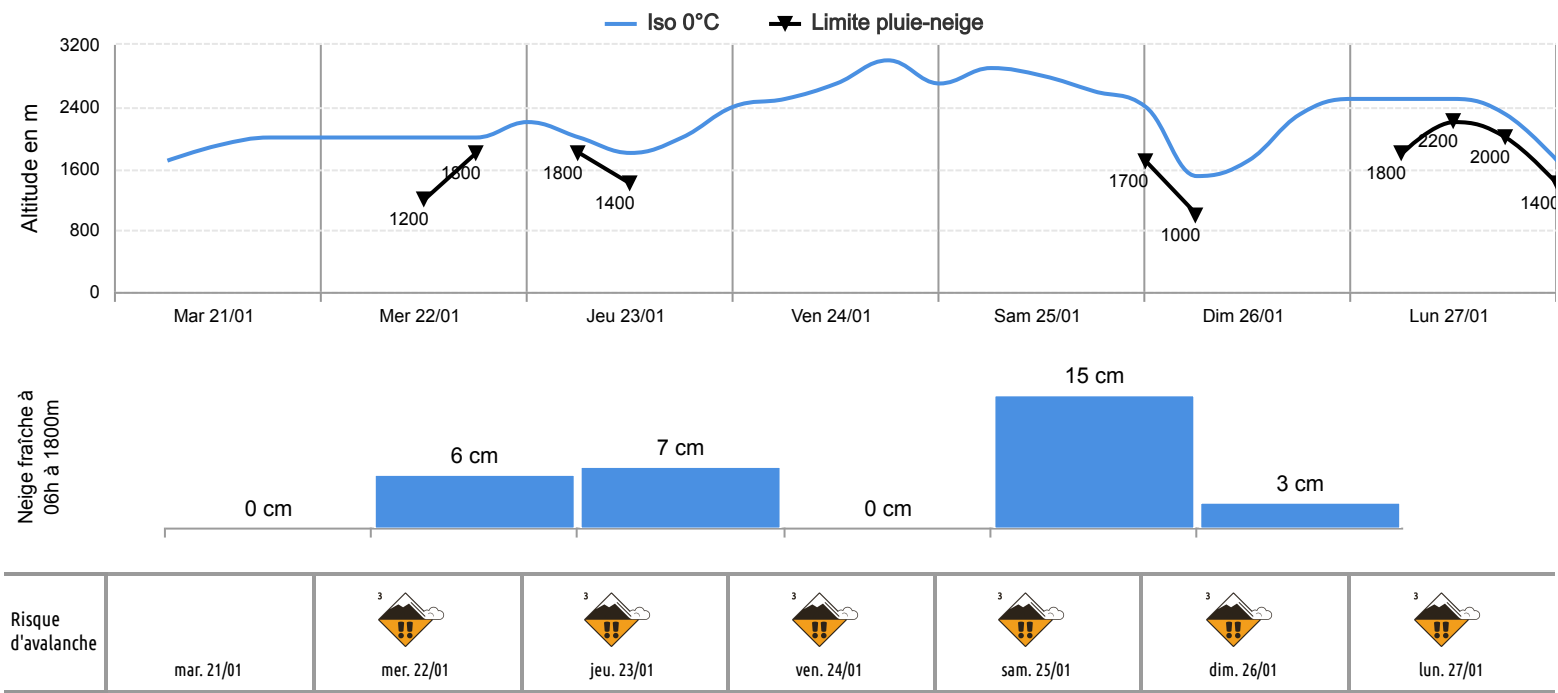 Iso 0°C Limite pluie-neige
Altitude en m
3200
2400
1600
800
0
1200
1800
1800
1400
1700
1000
1800
2200
2000
1400
Mar 21/01 Mer 22/01 Jeu 23/01 Ven 24/01 Sam 25/01 Dim 26/01 Lun 27/01
Neige fraîche à
06h à 1800m
0 cm 6 cm 7 cm 0 cm 15 cm 3 cm
Risque
d'avalanche
3 3 3 3 3 3
mar. 21/01 mer. 22/01 jeu. 23/01 ven. 24/01 sam. 25/01 dim. 26/01 lun. 27/01